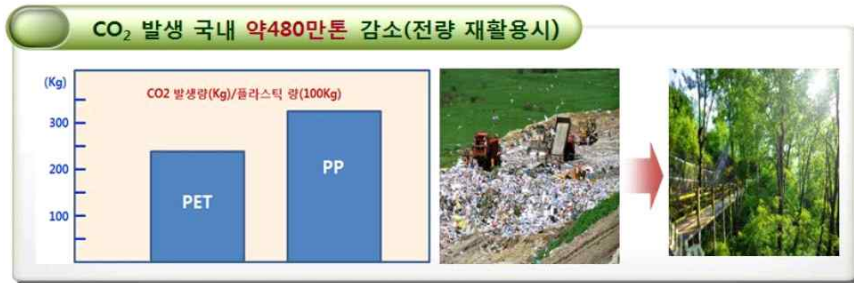 CO₂ 발생 국내 약480만톤 감소(전량 재활용시)
(Kg)
CO2 발생량(Kg)/플라스틱 량(100Kg)
300
200
100
PET
PP